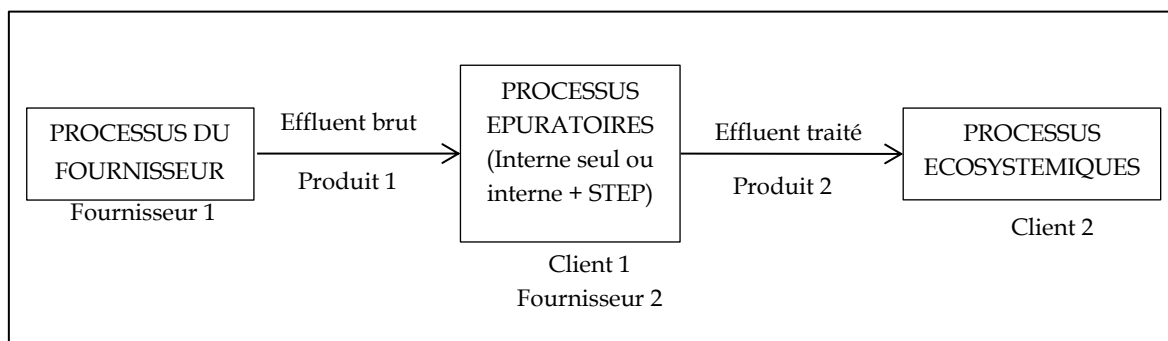 PROCESSUS DU
FOURNISSEUR
Fournisseur 1
Effluent brut
Produit 1
PROCESSUS
EPURATOIRES
(Interne seul ou
interne + STEP)
Client 1
Fournisseur 2
Effluent traité
Produit 2
PROCESSUS
ECOSYSTEMIQUES
Client 2